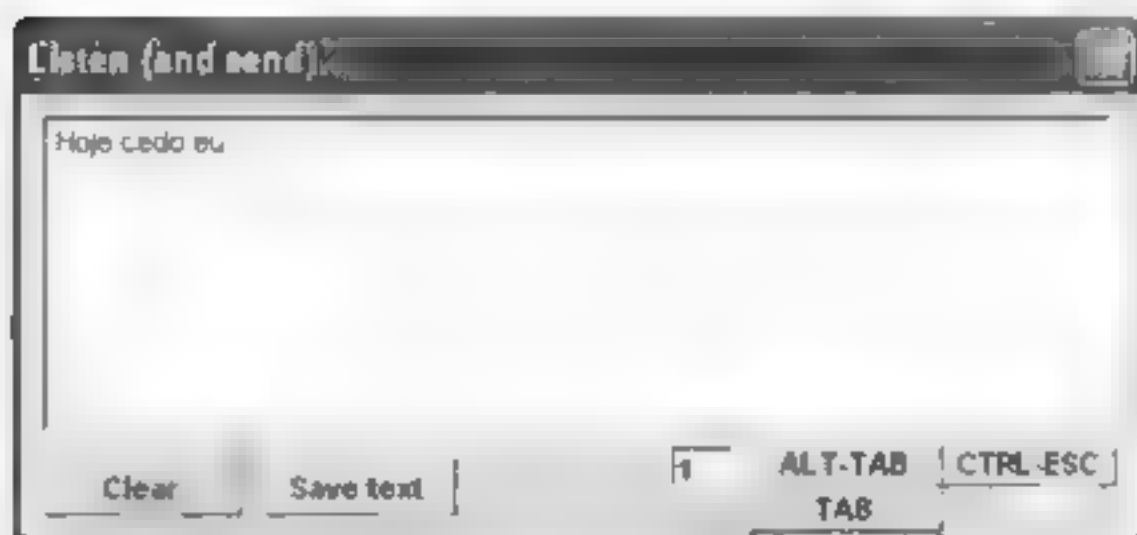 Listen (and send)
Hoje cedo eu
1 ALT-TAB CTRL-ESC
Clear Save text
TAB